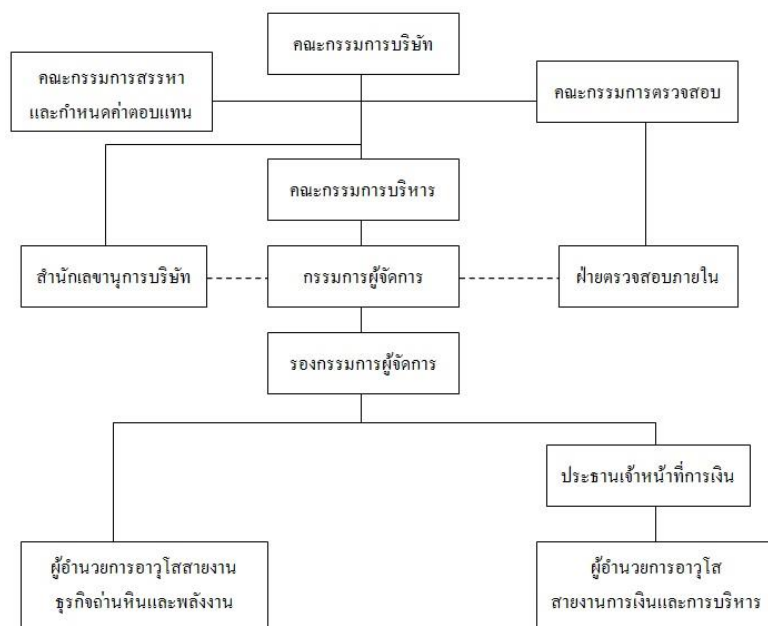 คณะกรรมการบริษัท
คณะกรรมการสรรหา
และกำหนดค่าตอบแทน
คณะกรรมการตรวจสอบ
คณะกรรมการบริหาร
สำนักเลขานุการบริษัท
กรรมการผู้จัดการ
ฝ่ายตรวจสอบภายใน
รองกรรมการผู้จัดการ
ประธานเจ้าหน้าที่การเงิน
ผู้อำนวยการอาวุโสสายงาน
ธุรกิจถ่านหินและพลังงาน
ผู้อำนวยการอาวุโส
สายงานการเงินและการบริหาร